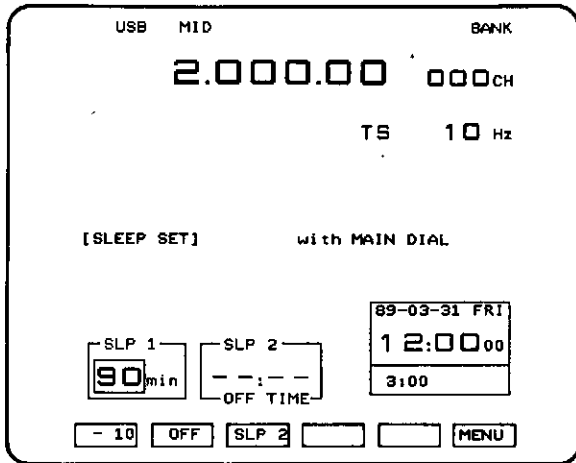 USB MID BANK
2.000.00 000CH
TS 10 Hz
[SLEEP SET] with MAIN DIAL
89-03-31 FRI
12:00 00
3:00
SLP 1
90 min
SLP 2
--:--
OFF TIME
- 10 OFF SLP 2 MENU